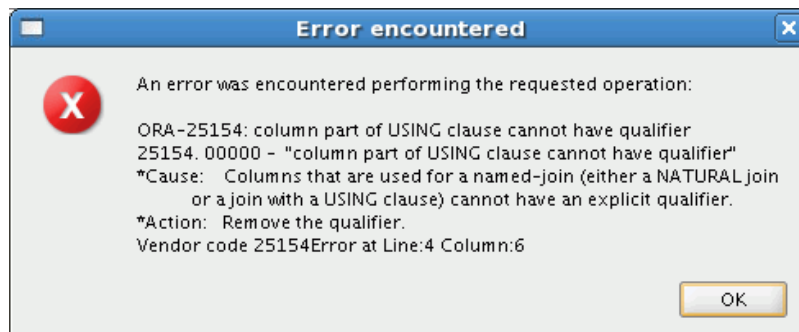 Error encountered
An error was encountered performing the requested operation:
ORA-25154: column part of USING clause cannot have qualifier
25154. 00000 - "column part of USING clause cannot have qualifier"
*Cause: Columns that are used for a named-join (either a NATURAL join
or a join with a USING clause) cannot have an explicit qualifier.
*Action: Remove the qualifier.
Vendor code 25154Error at Line:4 Column:6
OK